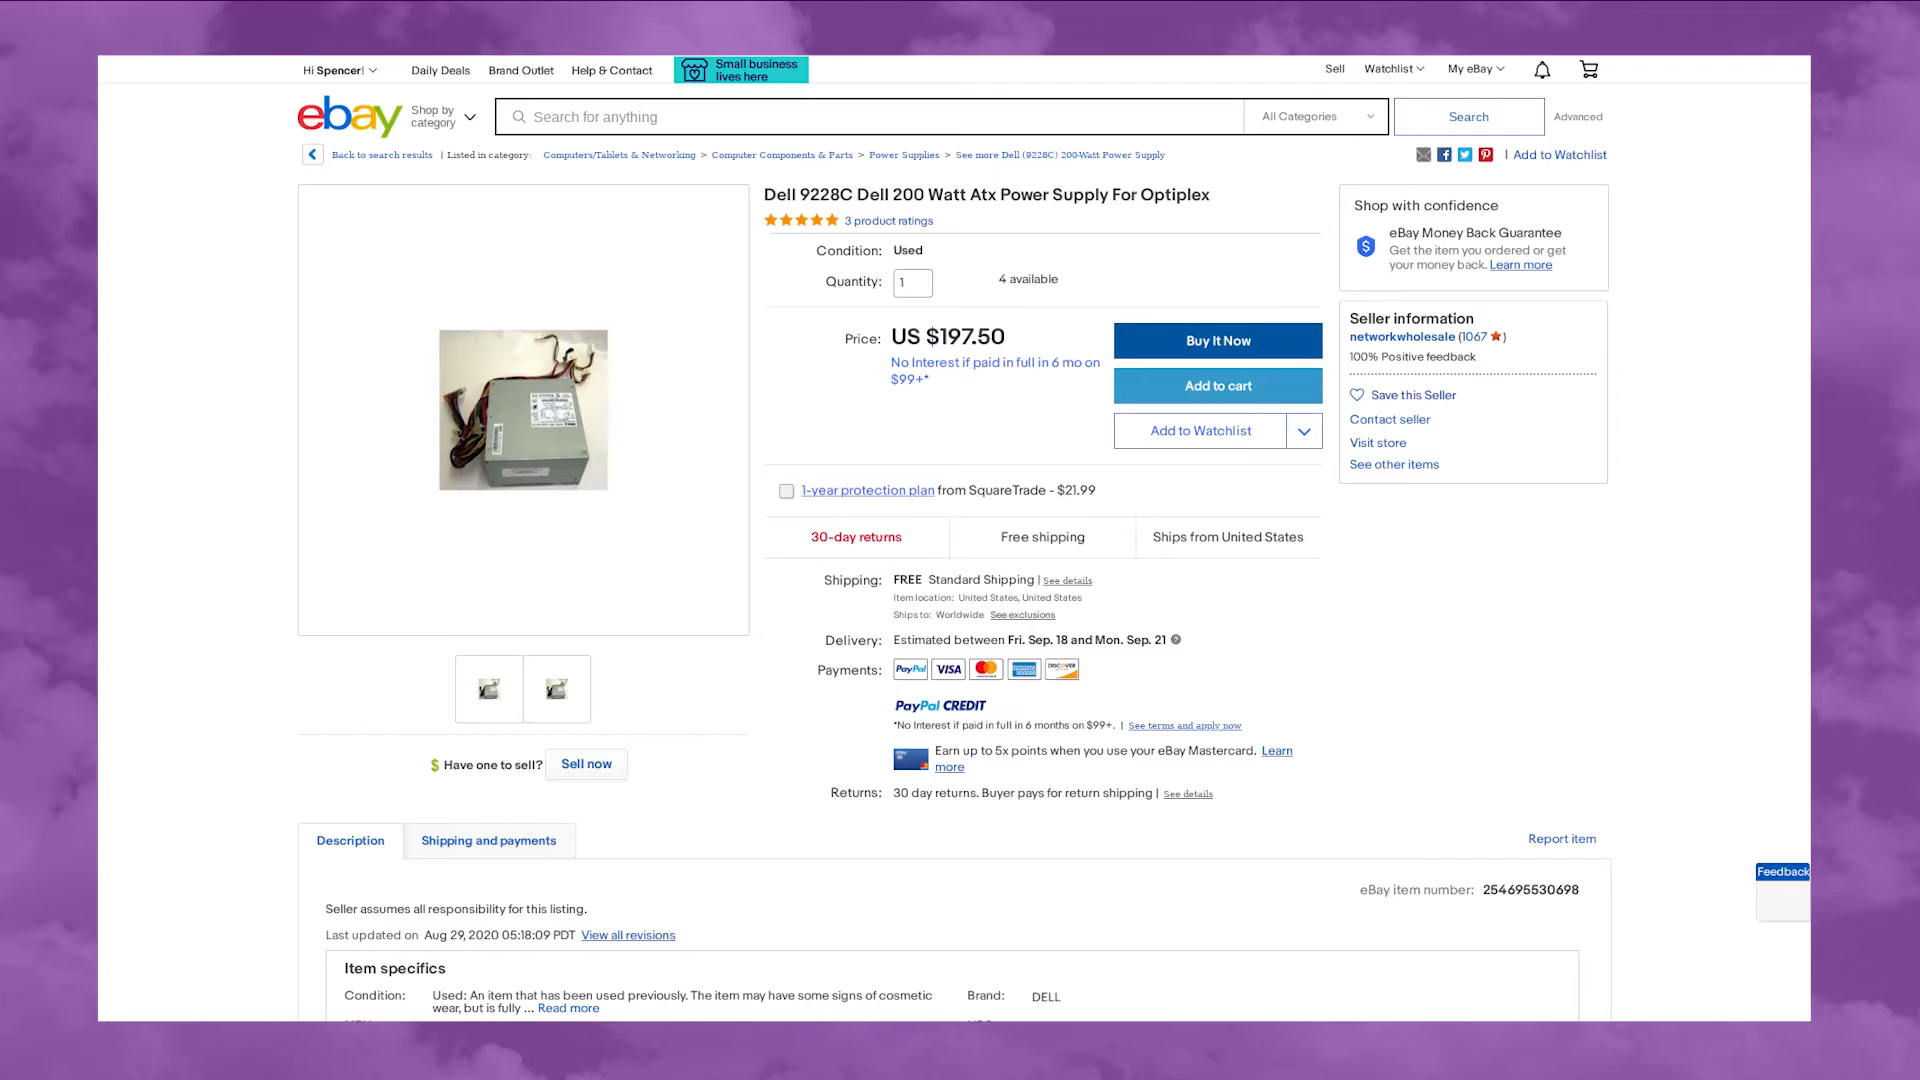 Hi Spencer!
Daily Deals
Brand Outlet
Help & Contact
Small business
lives here
Sell
Watchlist
My eBay
ebay
Shop by
category
Search for anything
All Categories
Search
Advanced
Back to search results | Listed in category: Computers/Tablets & Networking > Computer Components & Parts > Power Supplies > See more Dell (9228C) 200-Watt Power Supply
| Add to Watchlist
Dell 9228C Dell 200 Watt Atx Power Supply For Optiplex
3 product ratings
Condition: Used
Quantity: 1
4 available
Price: US $197.50
No Interest if paid in full in 6 mo on
$99+*
Buy It Now
Add to cart
Add to Watchlist
1-year protection plan from SquareTrade - $21.99
30-day returns
Free shipping
Ships from United States
Shipping: FREE Standard Shipping | See details
Item location: United States, United States
Ships to: Worldwide See exclusions
Delivery: Estimated between Fri. Sep. 18 and Mon. Sep. 21
Payments: PayPal VISA DISCOVER
PayPal CREDIT
*No Interest if paid in full in 6 months on $99+. | See terms and apply now
Earn up to 5x points when you use your eBay Mastercard. Learn
more
Returns: 30 day returns. Buyer pays for return shipping | See details
Shop with confidence
eBay Money Back Guarantee
Get the item you ordered or get
your money back. Learn more
Seller information
networkwholesale (1067 )
100% Positive feedback
Save this Seller
Contact seller
Visit store
See other items
$ Have one to sell? Sell now
Description
Shipping and payments
Report item
Feedback
eBay item number: 254695530698
Seller assumes all responsibility for this listing.
Last updated on Aug 29, 2020 05:18:09 PDT View all revisions
Item specifics
Condition: Used: An item that has been used previously. The item may have some signs of cosmetic
wear, but is fully ... Read more
Brand: DELL